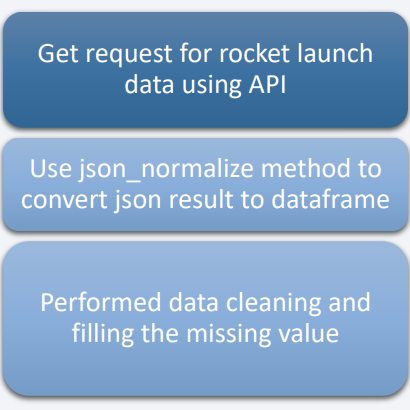 Get request for rocket launch
data using API
Use json_normalize method to
convert json result to dataframe
Performed data cleaning and
filling the missing value